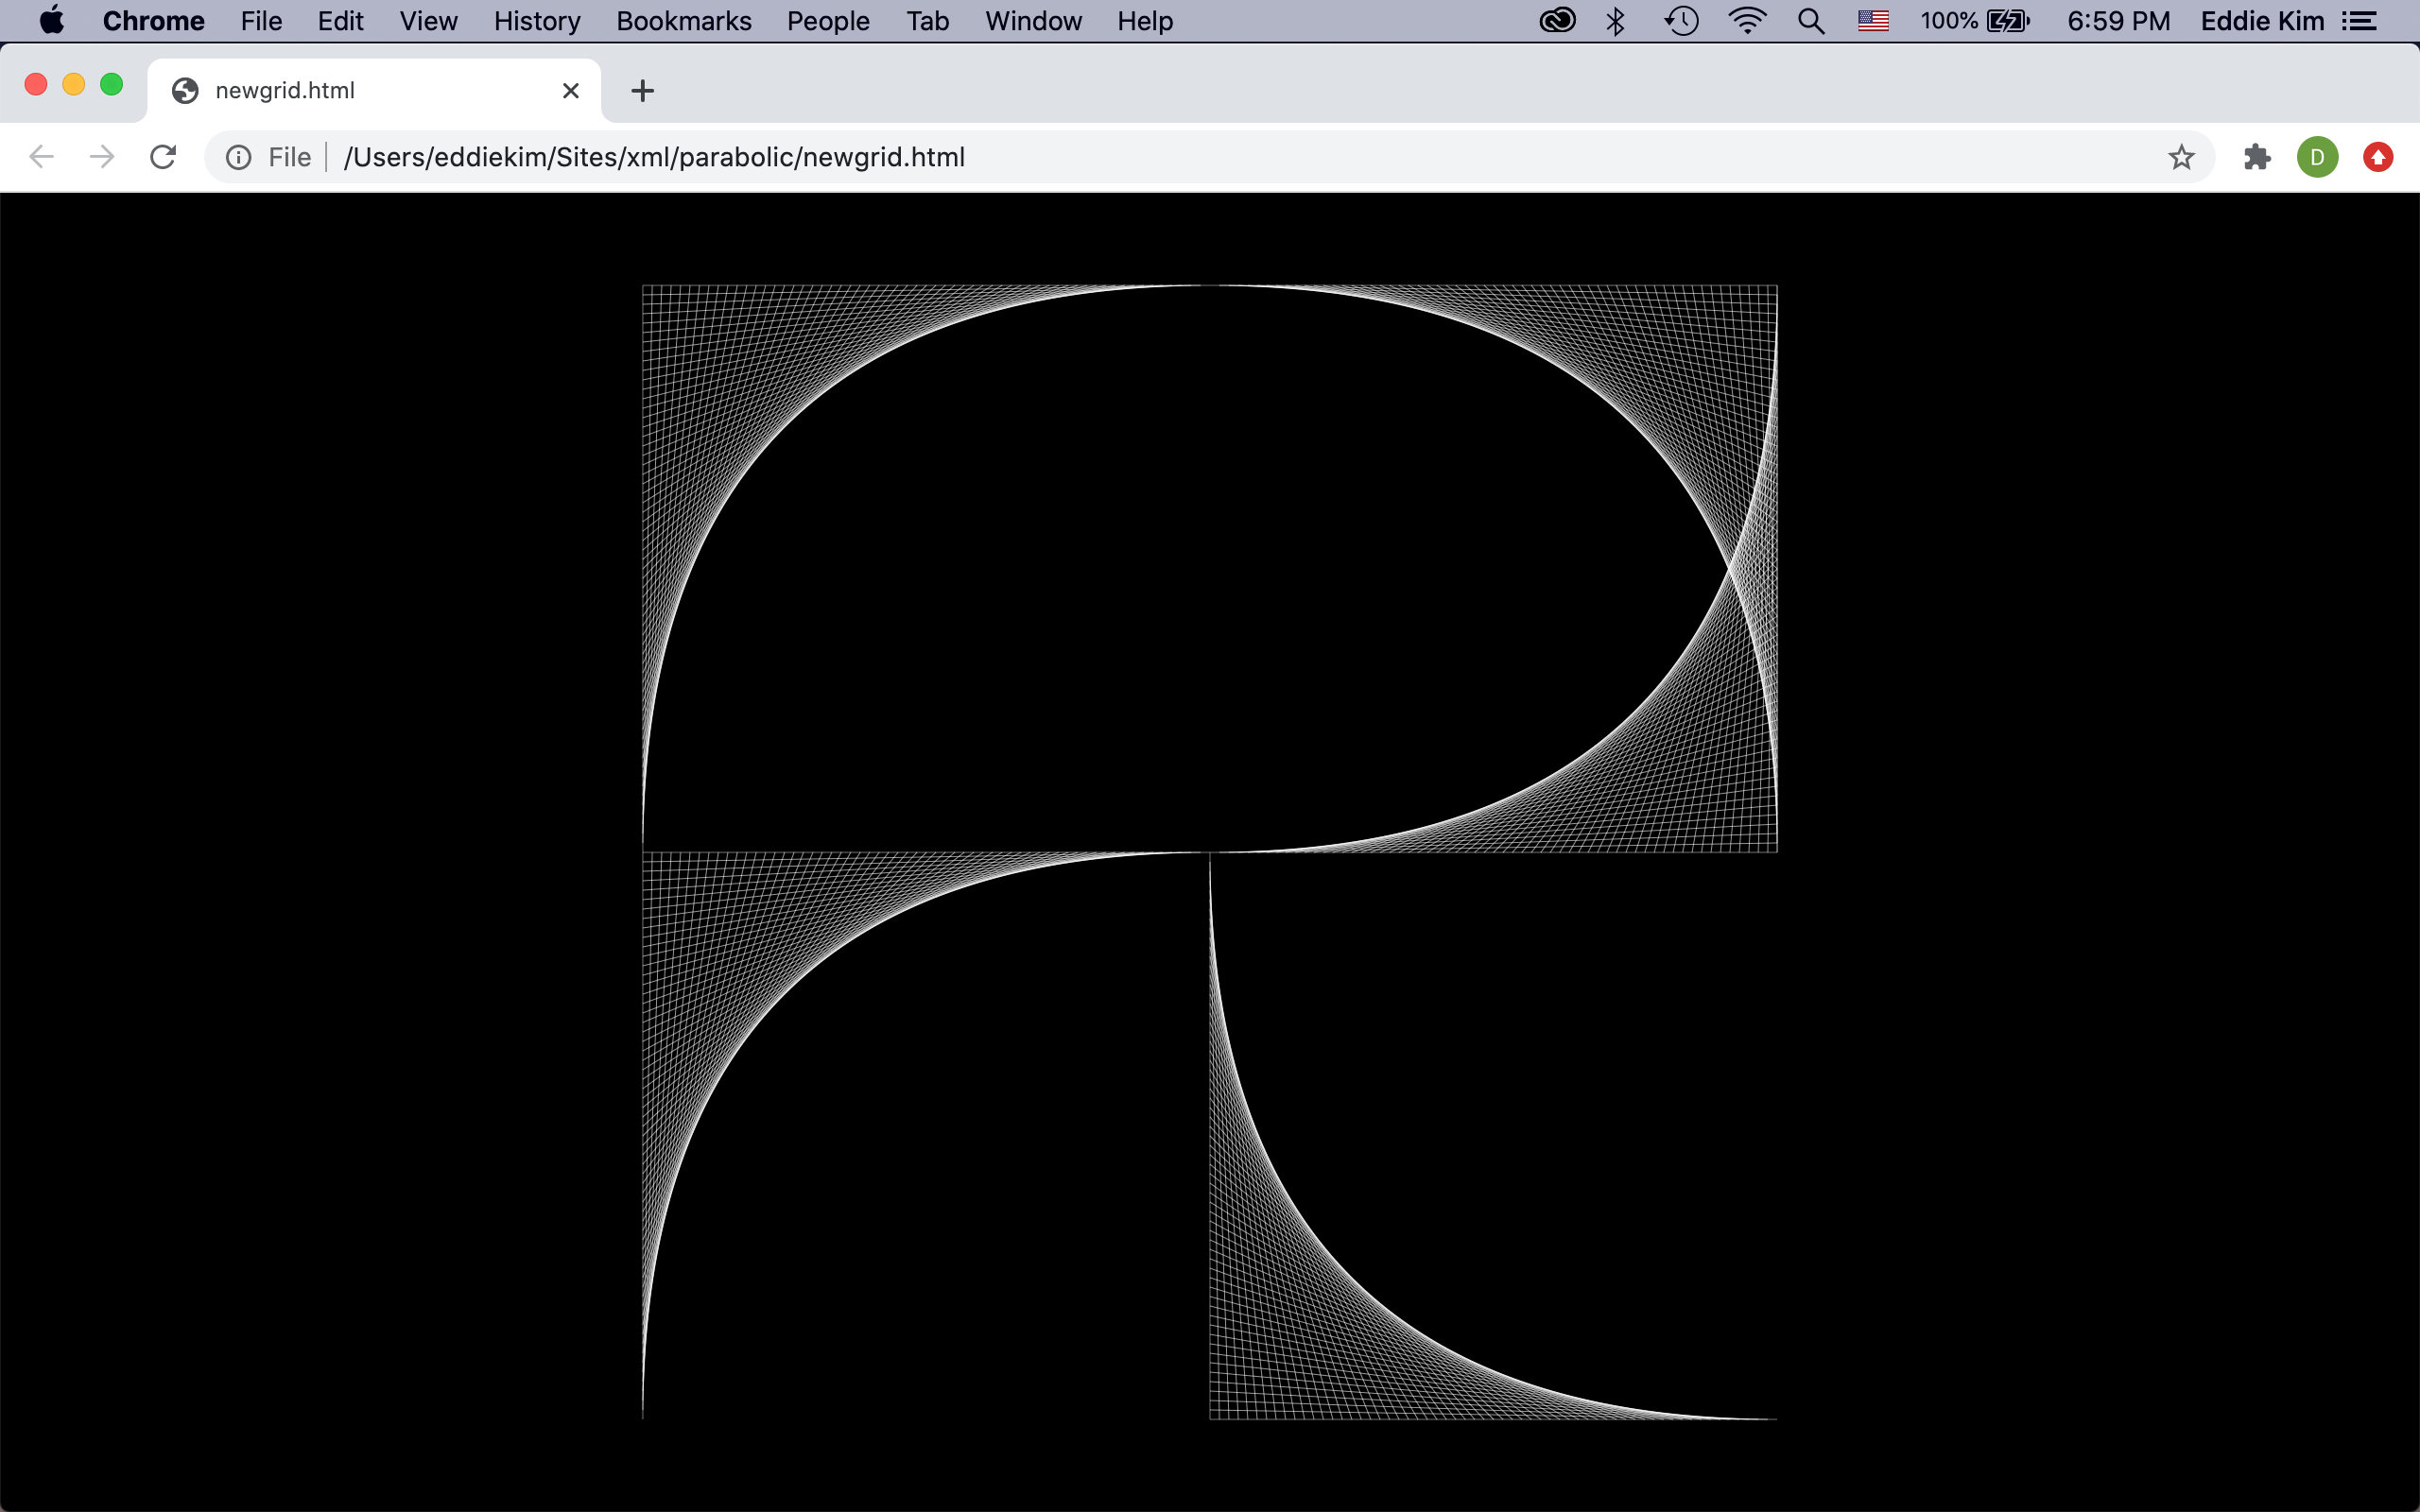 Chrome File Edit View History Bookmarks People Tab Window Help 100% 6:59 PM Eddie Kim
newgrid.html
File /Users/eddiekim/Sites/xml/parabolic/newgrid.html D
R